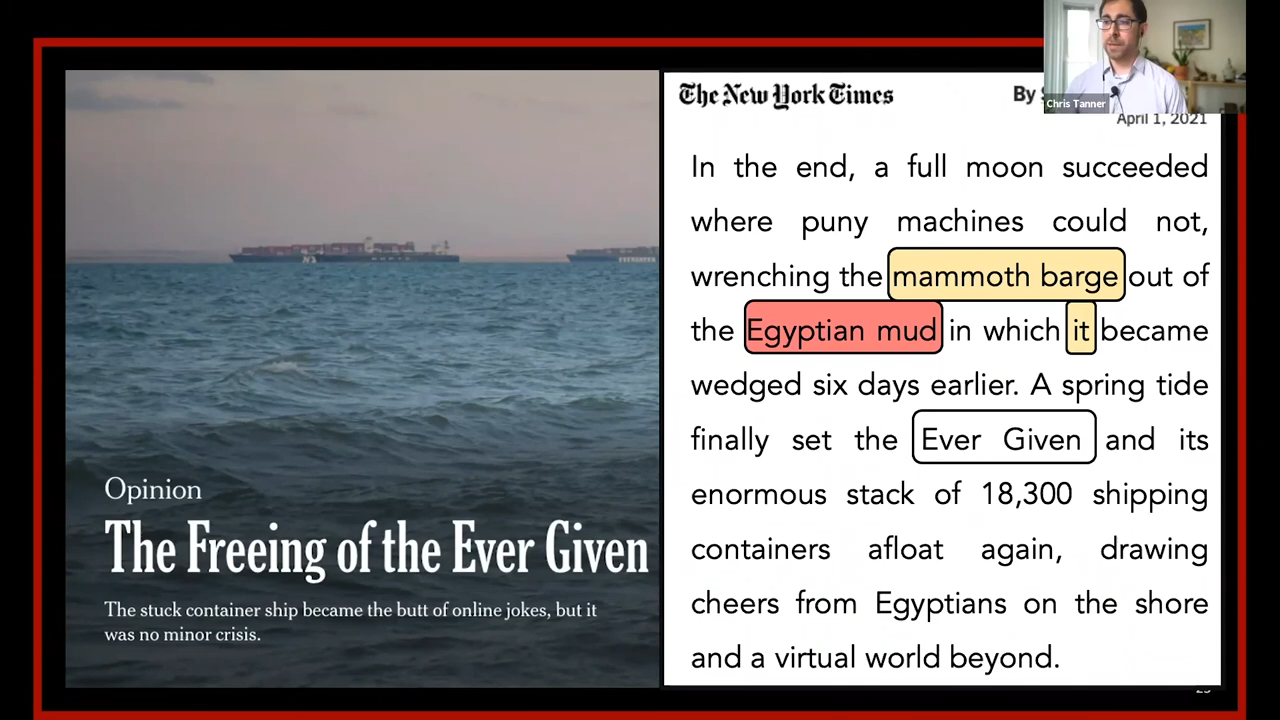 Opinion
The Freeing of the Ever Given
The stuck container ship became the butt of online jokes, but it
was no minor crisis.
The New York Times
By
Chris Tanner
April 1, 2021
In the end, a full moon succeeded
where puny machines could not,
wrenching the mammoth barge out of
the Egyptian mud in which it became
wedged six days earlier. A spring tide
finally set the Ever Given and its
enormous stack of 18,300 shipping
containers afloat again, drawing
cheers from Egyptians on the shore
and a virtual world beyond.